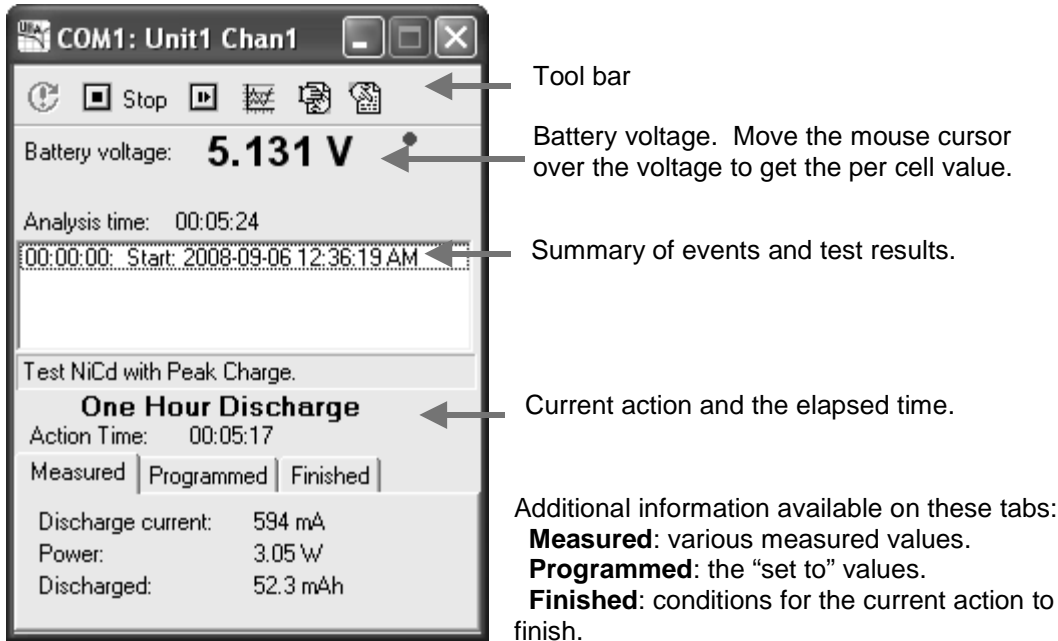 COM1: Unit1 Chan1
Stop
Tool bar
Battery voltage: 5.131 V
Battery voltage. Move the mouse cursor
over the voltage to get the per cell value.
Analysis time: 00:05:24
00:00:00: Start: 2008-09-06 12:36:19 AM
Summary of events and test results.
Test NiCd with Peak Charge.
One Hour Discharge
Action Time: 00:05:17
Current action and the elapsed time.
Measured Programmed Finished
Discharge current: 594 mA
Power: 3.05 W
Discharged: 52.3 mAh
Additional information available on these tabs:
Measured: various measured values.
Programmed: the “set to” values.
Finished: conditions for the current action to
finish.